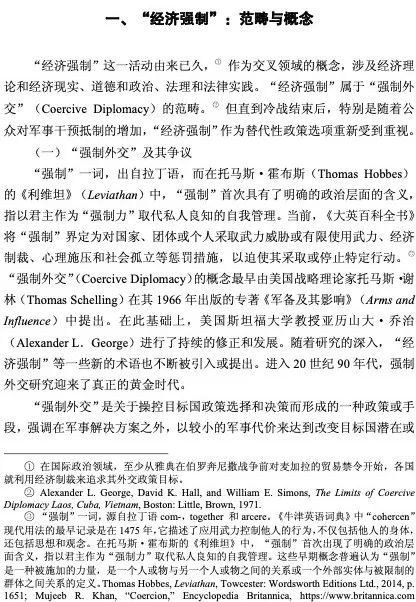 一、“经济强制”：范畴与概念
“经济强制”这一活动由来已久，① 作为交叉领域的概念，涉及经济理
论和经济现实、道德和政治、法理和法律实践。“经济强制”属于“强制外
交”（Coercive Diplomacy）的范畴。② 但直到冷战结束后，特别是随着公
众对军事干预抵制的增加，“经济强制”作为替代性政策选项重新受到重视。
（一）“强制外交”及其争议
“强制”一词，出自拉丁语，而在托马斯·霍布斯（Thomas Hobbes）
的《利维坦》（Leviathan）中，“强制”首次具有了明确的政治层面的含义，
指以君主作为“强制力”取代私人良知的自我管理。当前，《大英百科全书》
将“强制”界定为对国家、团体或个人采取武力威胁或有限使用武力、经济
制裁、心理施压和社会孤立等惩罚措施，以迫使其采取或停止特定行动。③
“强制外交”（Coercive Diplomacy）的概念最早由美国战略理论家托马斯·谢
林（Thomas Schelling）在其 1966 年出版的专著《军备及其影响》（Arms and
Influence）中提出。在此基础上，美国斯坦福大学教授亚历山大·乔治
（Alexander L．George）进行了持续的修正和发展。随着研究的深入，“经
济强制”等一些新的术语也不断被引入或提出。进入 20 世纪 90 年代，强制
外交研究迎来了真正的黄金时代。
“强制外交”是关于操控目标国政策选择和决策而形成的一种政策或手
段，强调在军事解决方案之外，以较小的军事代价来达到改变目标国潜在或
① 在国际政治领域，至少从雅典在伯罗奔尼撒战争前对麦加拉的贸易禁令开始，各国
就利用经济制裁来追求其外交政策目标。
② Alexander L. George, David K. Hall, and William E. Simons, The Limits of Coercive
Diplomacy Laos, Cuba, Vietnam, Boston: Little, Brown, 1971.
③ “强制”一词，源自拉丁语 com-，together 和 arcere。《牛津英语词典》中“cohercen”
现代用法的最早记录是在 1475 年，它描述了应用武力控制他人的行为，不仅包括他人的身体，
还包括思想和观念。在托马斯·霍布斯的《利维坦》中，“强制”首次出现了明确的政治层面
含义，指以君主作为“强制力”取代私人良知的自我管理。这些早期概念普遍认为“强制”
是一种被施加的力量，是一个人或物与另一个人或物之间的关系或一个外部实体与被限制的
群体之间关系的定义。Thomas Hobbes, Leviathan, Towcester: Wordsworth Editions Ltd., 2014, p.
1651; Mujeeb R. Khan, “Coercion,” Encyclopedia Britannica, https://www.britannica.com/